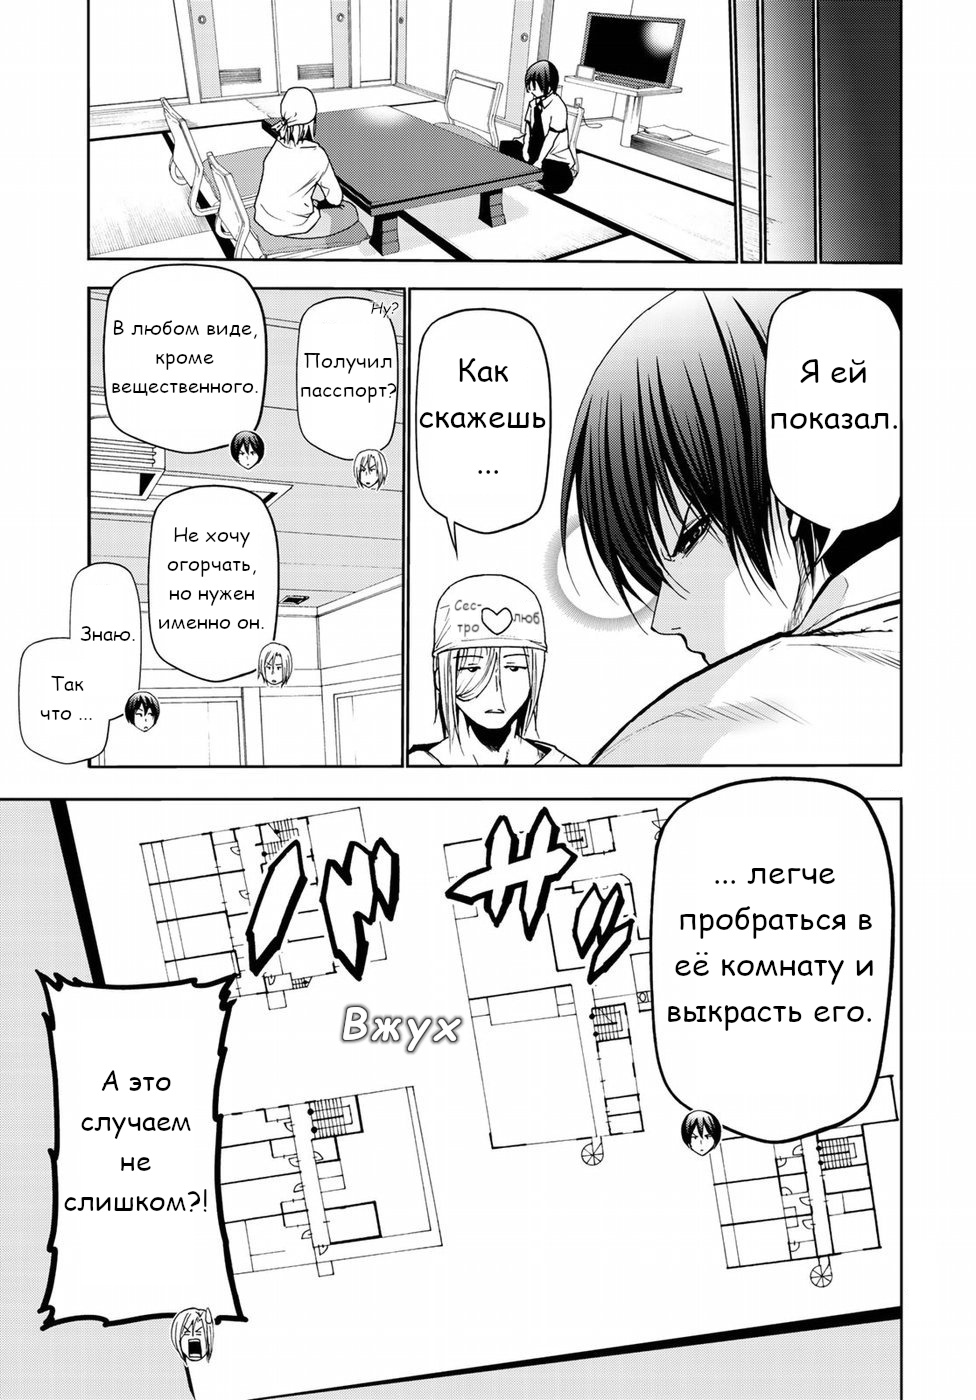 Я ей
показал.
Как
скажешь
...
Сес-
тро
люб
Ну?
Получил
паспорт?
В любом виде,
кроме
вещественного.
Не хочу
огорчать,
но нужен
именно он.
Знаю.
Так
что ...
... легче
пробраться в
её комнату и
выкрасть его.
Вжух
А это
случаем
не
слишком?!